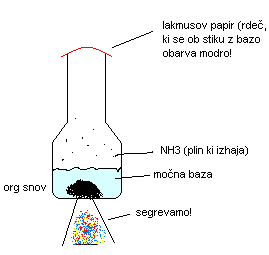 lakmusov papir (rdeč,
ki se ob stiku z bazo
obarva modro!
NH3 (plin ki izhaja)
močna baza
org snov
segrevamo!